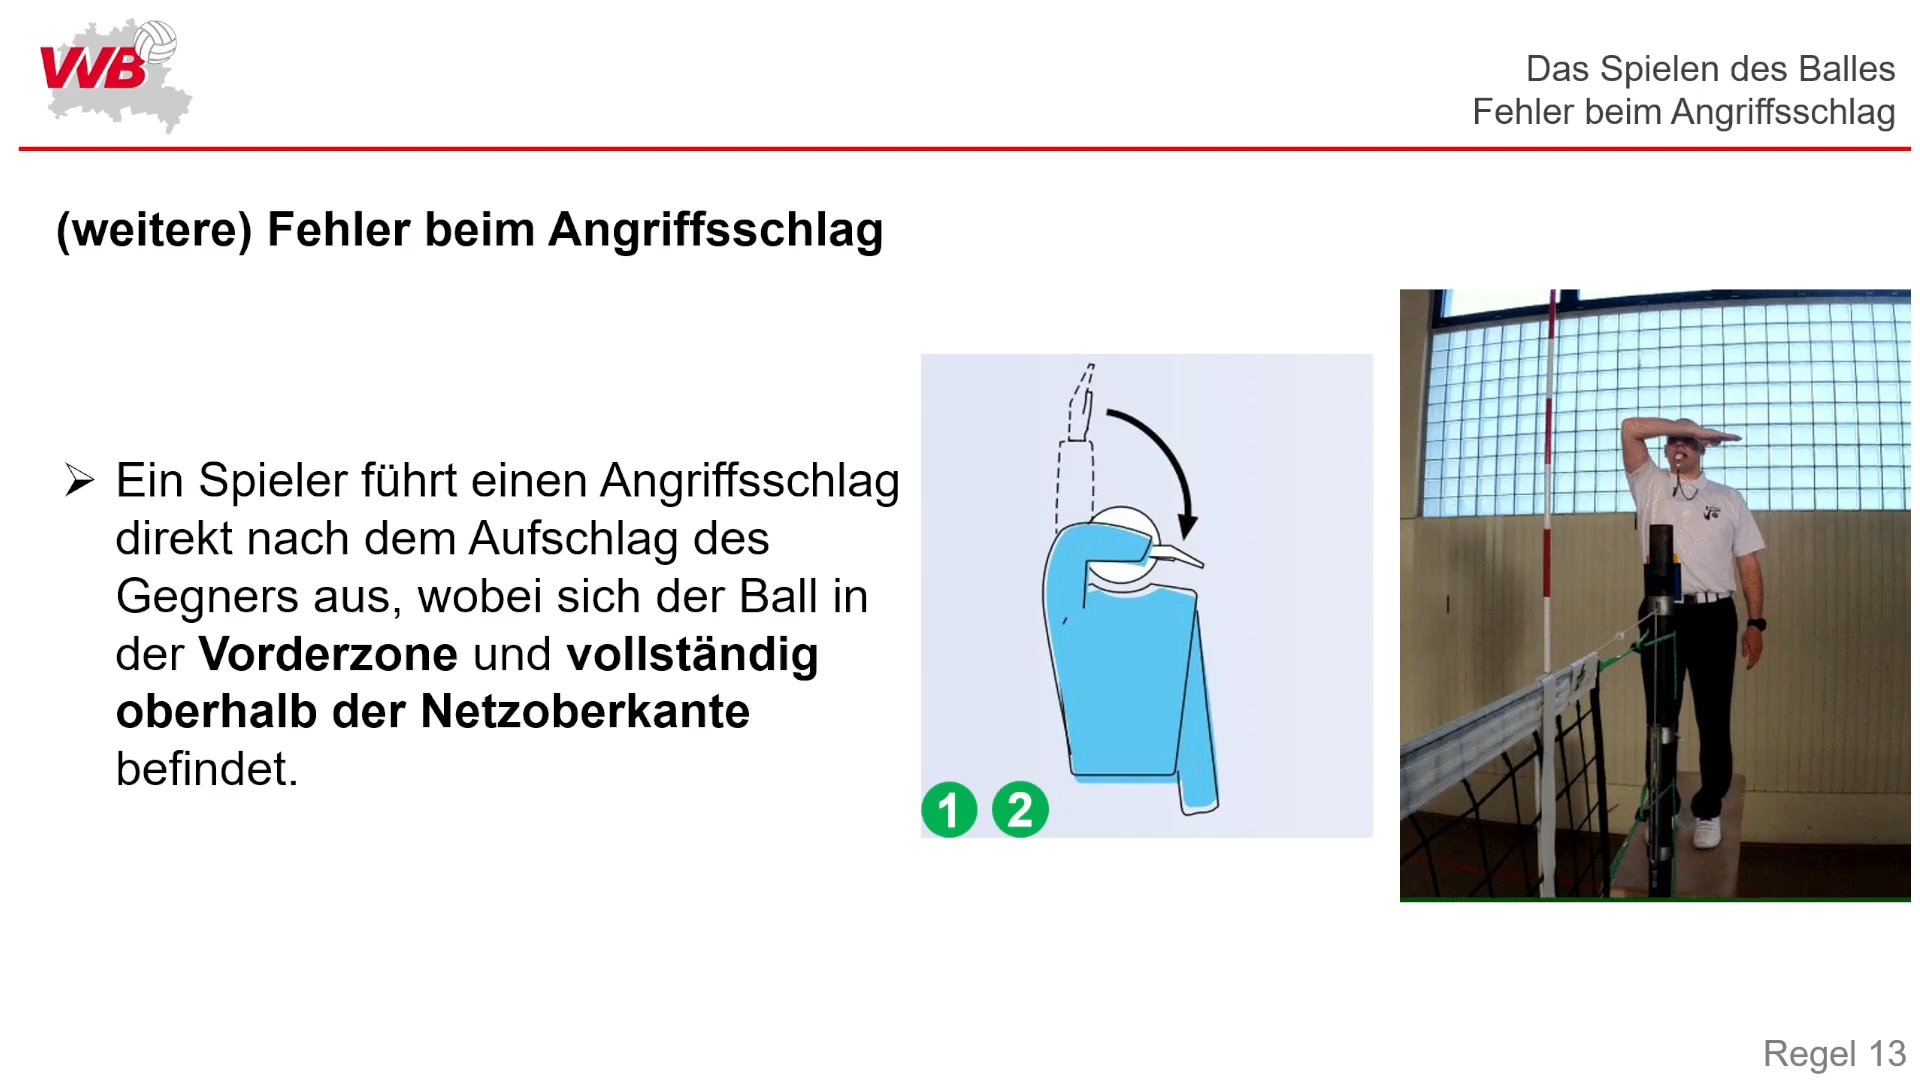 VVB
Das Spielen des Balles
Fehler beim Angriffsschlag
(weitere) Fehler beim Angriffsschlag
➢ Ein Spieler führt einen Angriffsschlag
direkt nach dem Aufschlag des
Gegners aus, wobei sich der Ball in
der Vorderzone und vollständig
oberhalb der Netzoberkante
befindet.
1 2
Regel 13